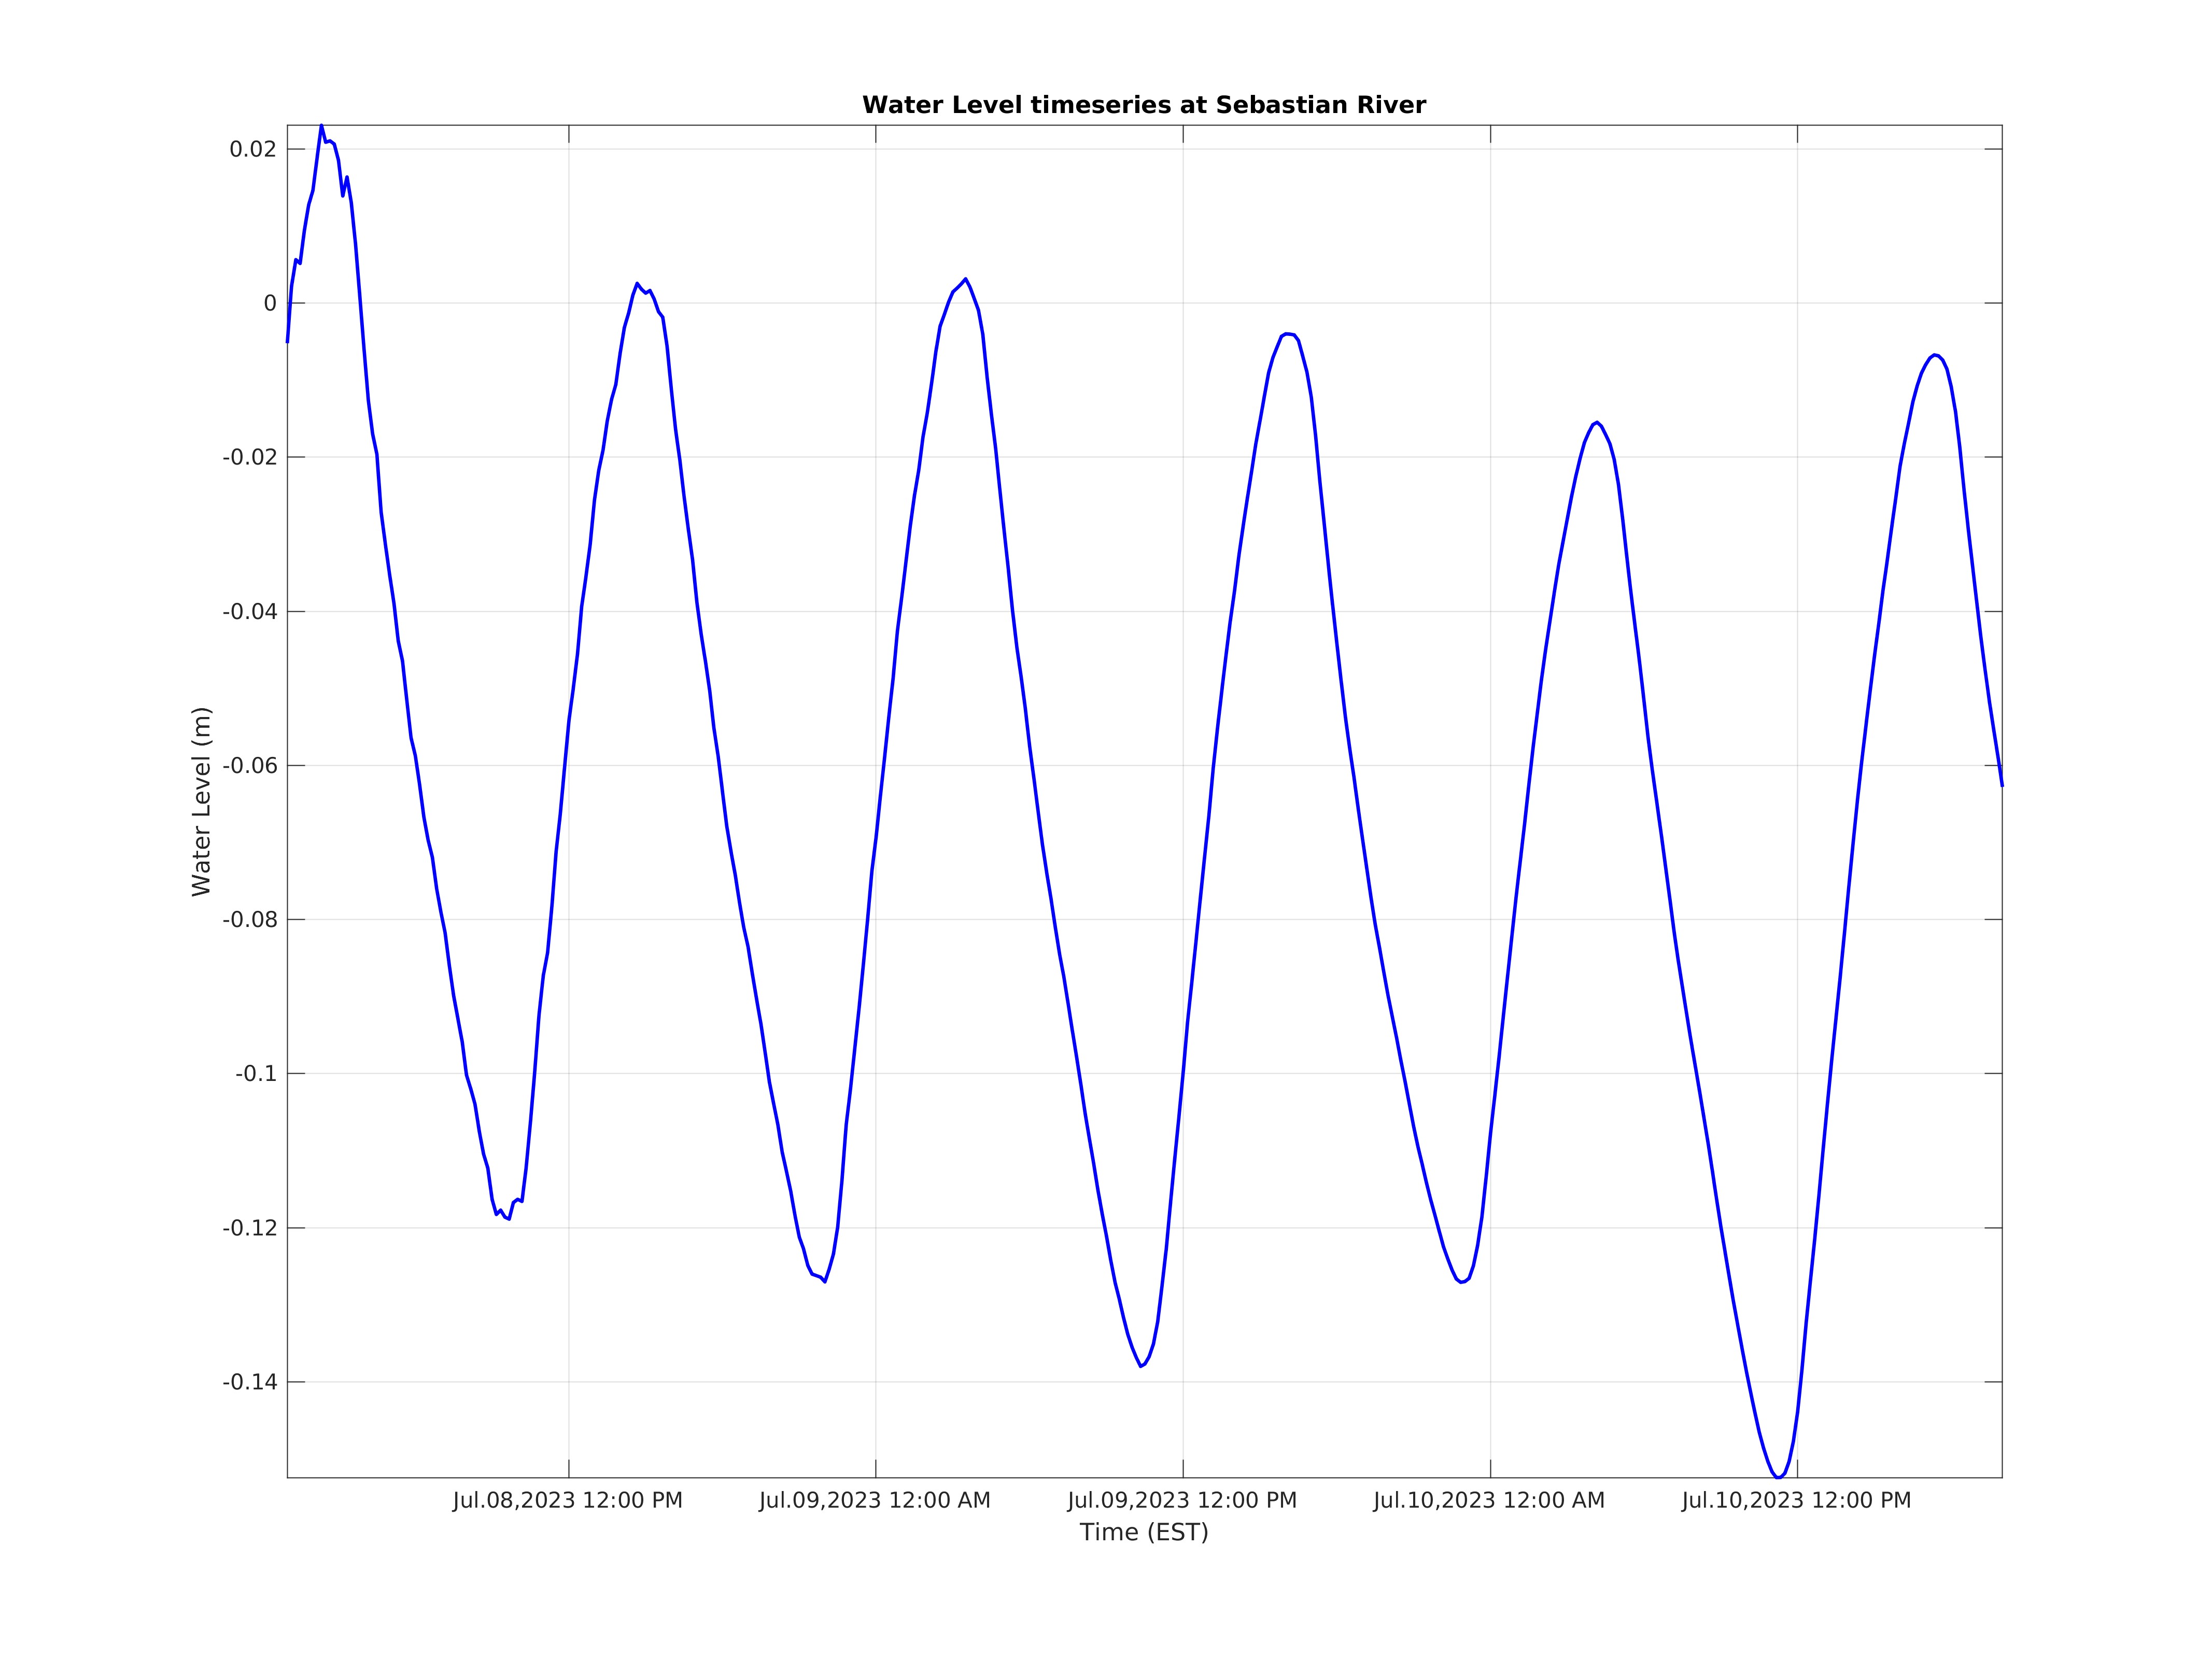 Water Level timeseries at Sebastian River
0.02
0
-0.02
-0.04
-0.06
-0.08
-0.1
-0.12
-0.14
Water Level (m)
Jul.08,2023 12:00 PM
Jul.09,2023 12:00 AM
Jul.09,2023 12:00 PM
Jul.10,2023 12:00 AM
Jul.10,2023 12:00 PM
Time (EST)